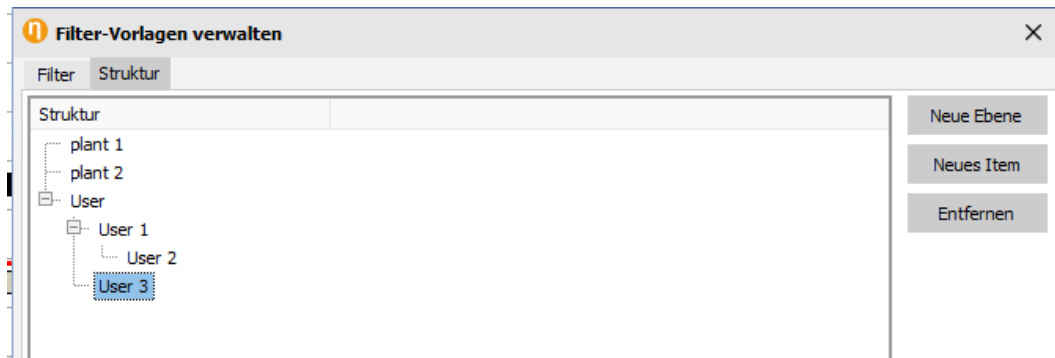 Filter-Vorlagen verwalten
Filter Struktur
Struktur
Neue Ebene
plant 1
plant 2
Neues Item
User
Entfernen
User 1
User 2
User 3